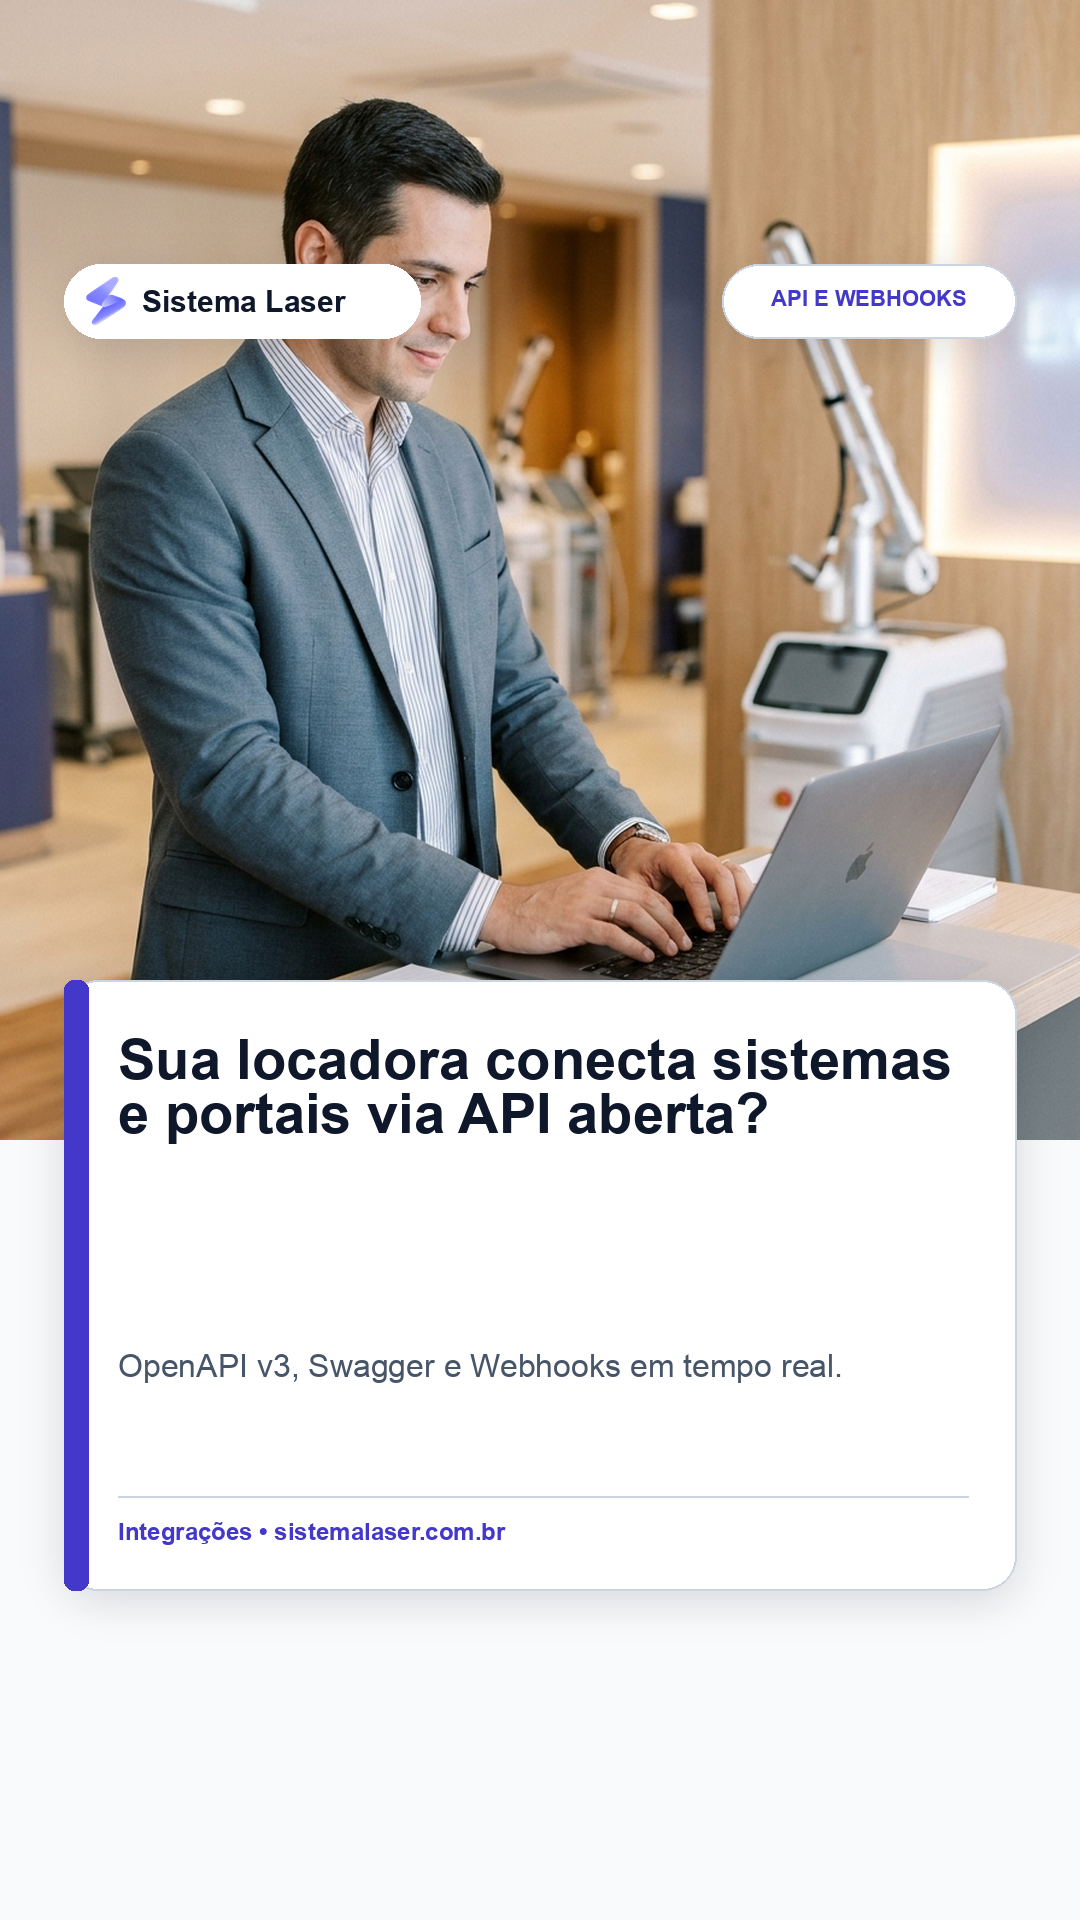 Sistema Laser
API E WEBHOOKS
Sua locadora conecta sistemas
e portais via API aberta?
OpenAPI v3, Swagger e Webhooks em tempo real.
Integrações • sistemalaser.com.br